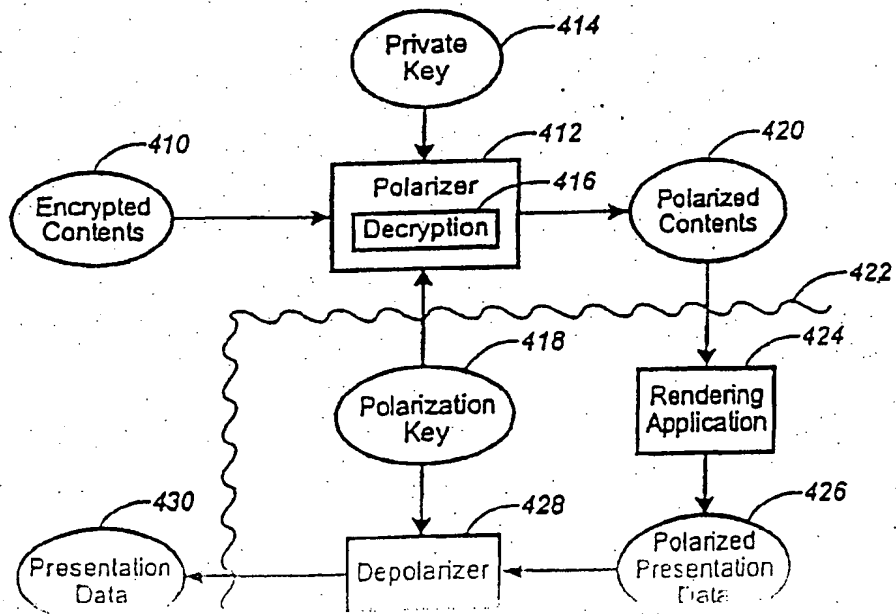 Private
Key
414
410
412
420
Polarizer
416
Encrypted
Contents
Decryption
Polarized
Contents
422
418
424
Polarization
Key
Rendering
Application
430
428
426
Presentation
Data
Depolarizer
Polarized
Presentation
Data